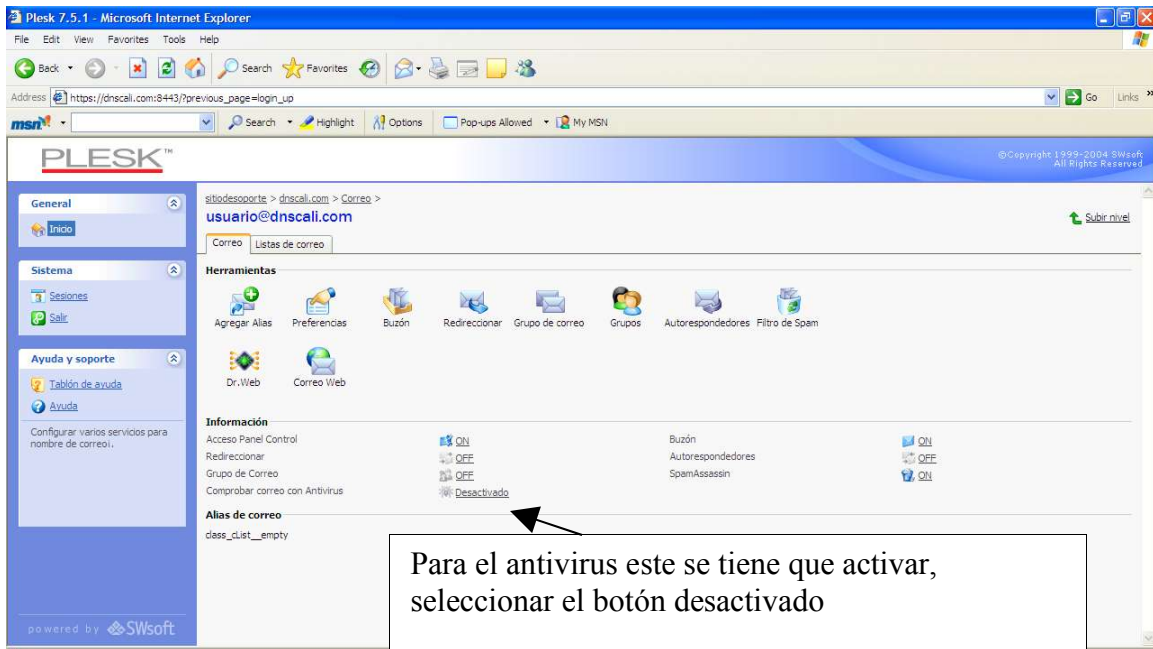 Plesk 7.5.1 - Microsoft Internet Explorer
File Edit View Favorites Tools Help
Back Search Favorites
Address https://dnscali.com:8443/?previous_page=login_up Go Links »
msn Search Highlight Options Pop-ups Allowed My MSN
PLESK™
©Copyright 1999-2004 SWsoft
All Rights Reserved
General
Inicio
Sistema
Sesiones
Salir
Ayuda y soporte
Tablón de ayuda
Ayuda
Configurar varios servicios para
nombre de correo¡.
powered by SWsoft
sitiodesoporte > dnscali.com > Correo >
usuario@dnscali.com
Subir nivel
Correo Listas de correo
Herramientas
Agregar Alias Preferencias Buzón Redireccionar Grupo de correo Grupos Autorespondedores Filtro de Spam
Dr.Web Correo Web
Información
Acceso Panel Control ON Buzón ON
Redireccionar OFF Autorespondedores OFF
Grupo de Correo OFF SpamAssassin ON
Comprobar correo con Antivirus Desactivado
Alias de correo
class_cList__empty
Para el antivirus este se tiene que activar,
seleccionar el botón desactivado